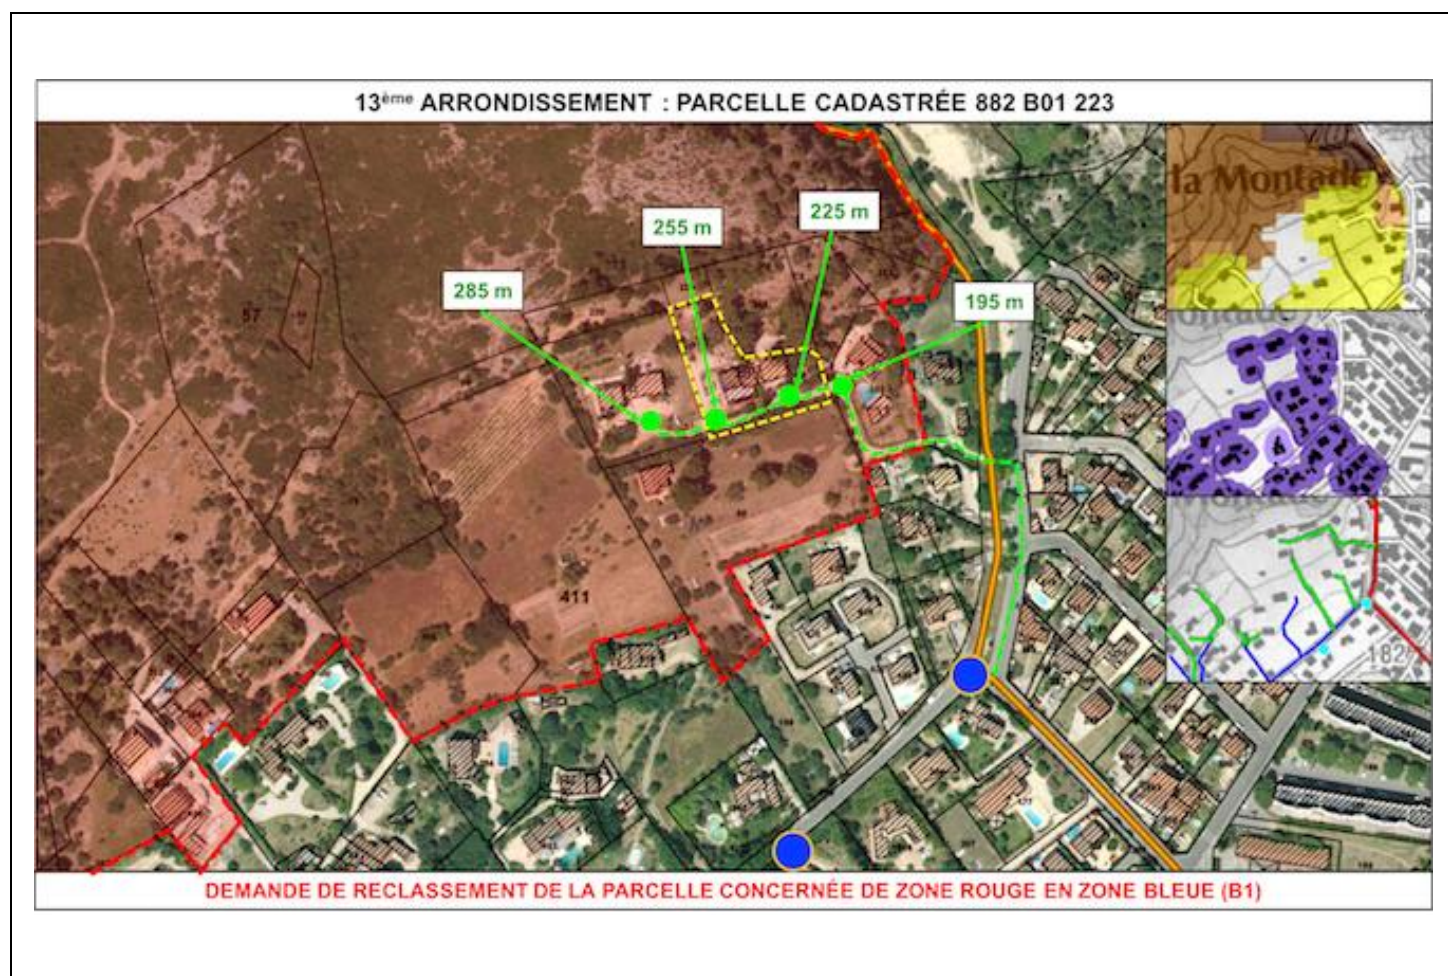 13ème ARRONDISSEMENT : PARCELLE CADASTRÉE 882 B01 223
la Montade
225 m
255 m
285 m
195 m
57
411
182
DEMANDE DE RECLASSEMENT DE LA PARCELLE CONCERNÉE DE ZONE ROUGE EN ZONE BLEUE (B1)